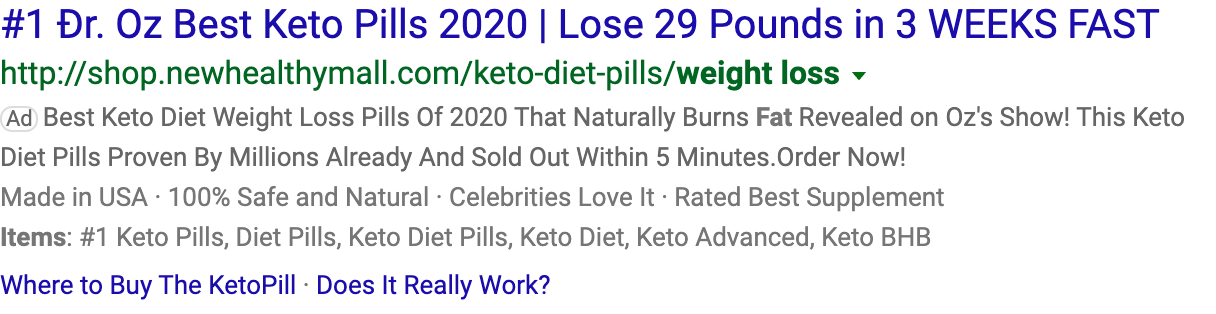 #1 Ðr. Oz Best Keto Pills 2020 | Lose 29 Pounds in 3 WEEKS FAST
http://shop.newhealthymall.com/keto-diet-pills/weight loss
Ad Best Keto Diet Weight Loss Pills Of 2020 That Naturally Burns Fat Revealed on Oz's Show! This Keto
Diet Pills Proven By Millions Already And Sold Out Within 5 Minutes.Order Now!
Made in USA · 100% Safe and Natural · Celebrities Love It · Rated Best Supplement
Items: #1 Keto Pills, Diet Pills, Keto Diet Pills, Keto Diet, Keto Advanced, Keto BHB
Where to Buy The KetoPill · Does It Really Work?